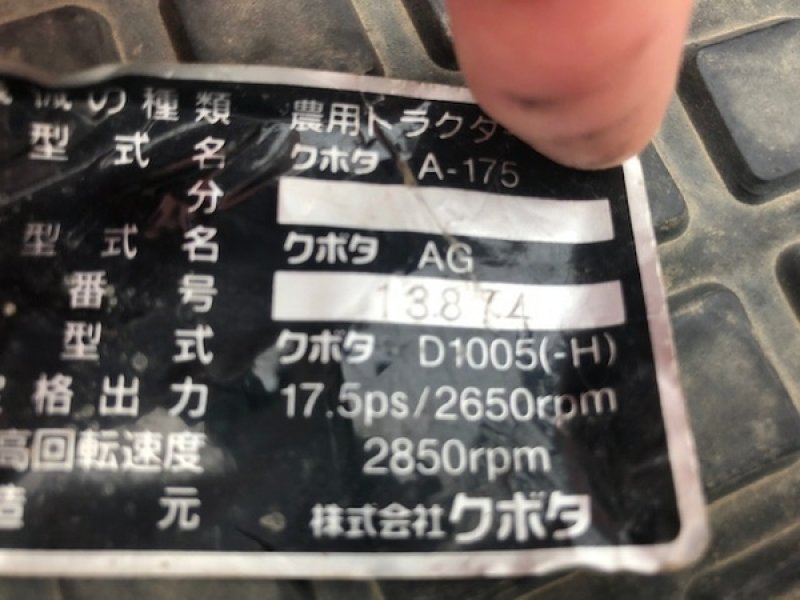 の種類 農用トラクタ
型式名 クボタ A-175
分
型式名 クボタ AG
番号 13874
型式 クボタ D1005(-H)
格出力 17.5ps/2650rpm
高回転速度 2850rpm
元 株式会社クボタ